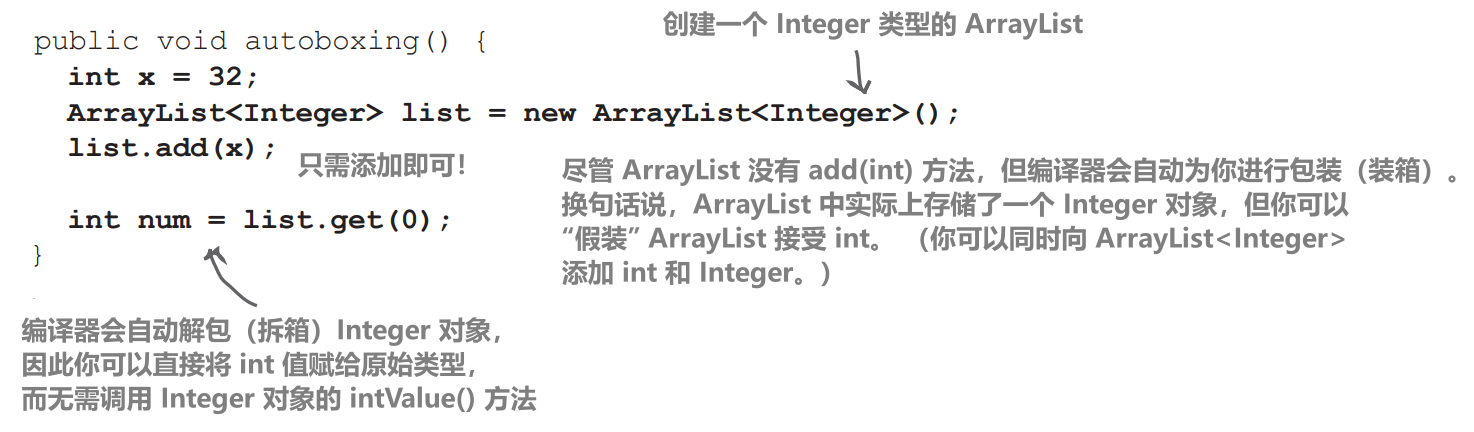 创建一个 Integer 类型的 ArrayList
public void autoboxing() {
int x = 32;
ArrayList<Integer> list = new ArrayList<Integer>();
list.add(x);
只需添加即可!
尽管 ArrayList 没有 add(int) 方法，但编译器会自动为你进行包装（装箱）。
换句话说，ArrayList 中实际上存储了一个 Integer 对象，但你可以
“假装” ArrayList 接受 int。 （你可以同时向 ArrayList<Integer>
添加 int 和 Integer。）
int num = list.get(0);
}
编译器会自动解包（拆箱）Integer 对象，
因此你可以直接将 int 值赋给原始类型，
而无需调用 Integer 对象的 intValue() 方法